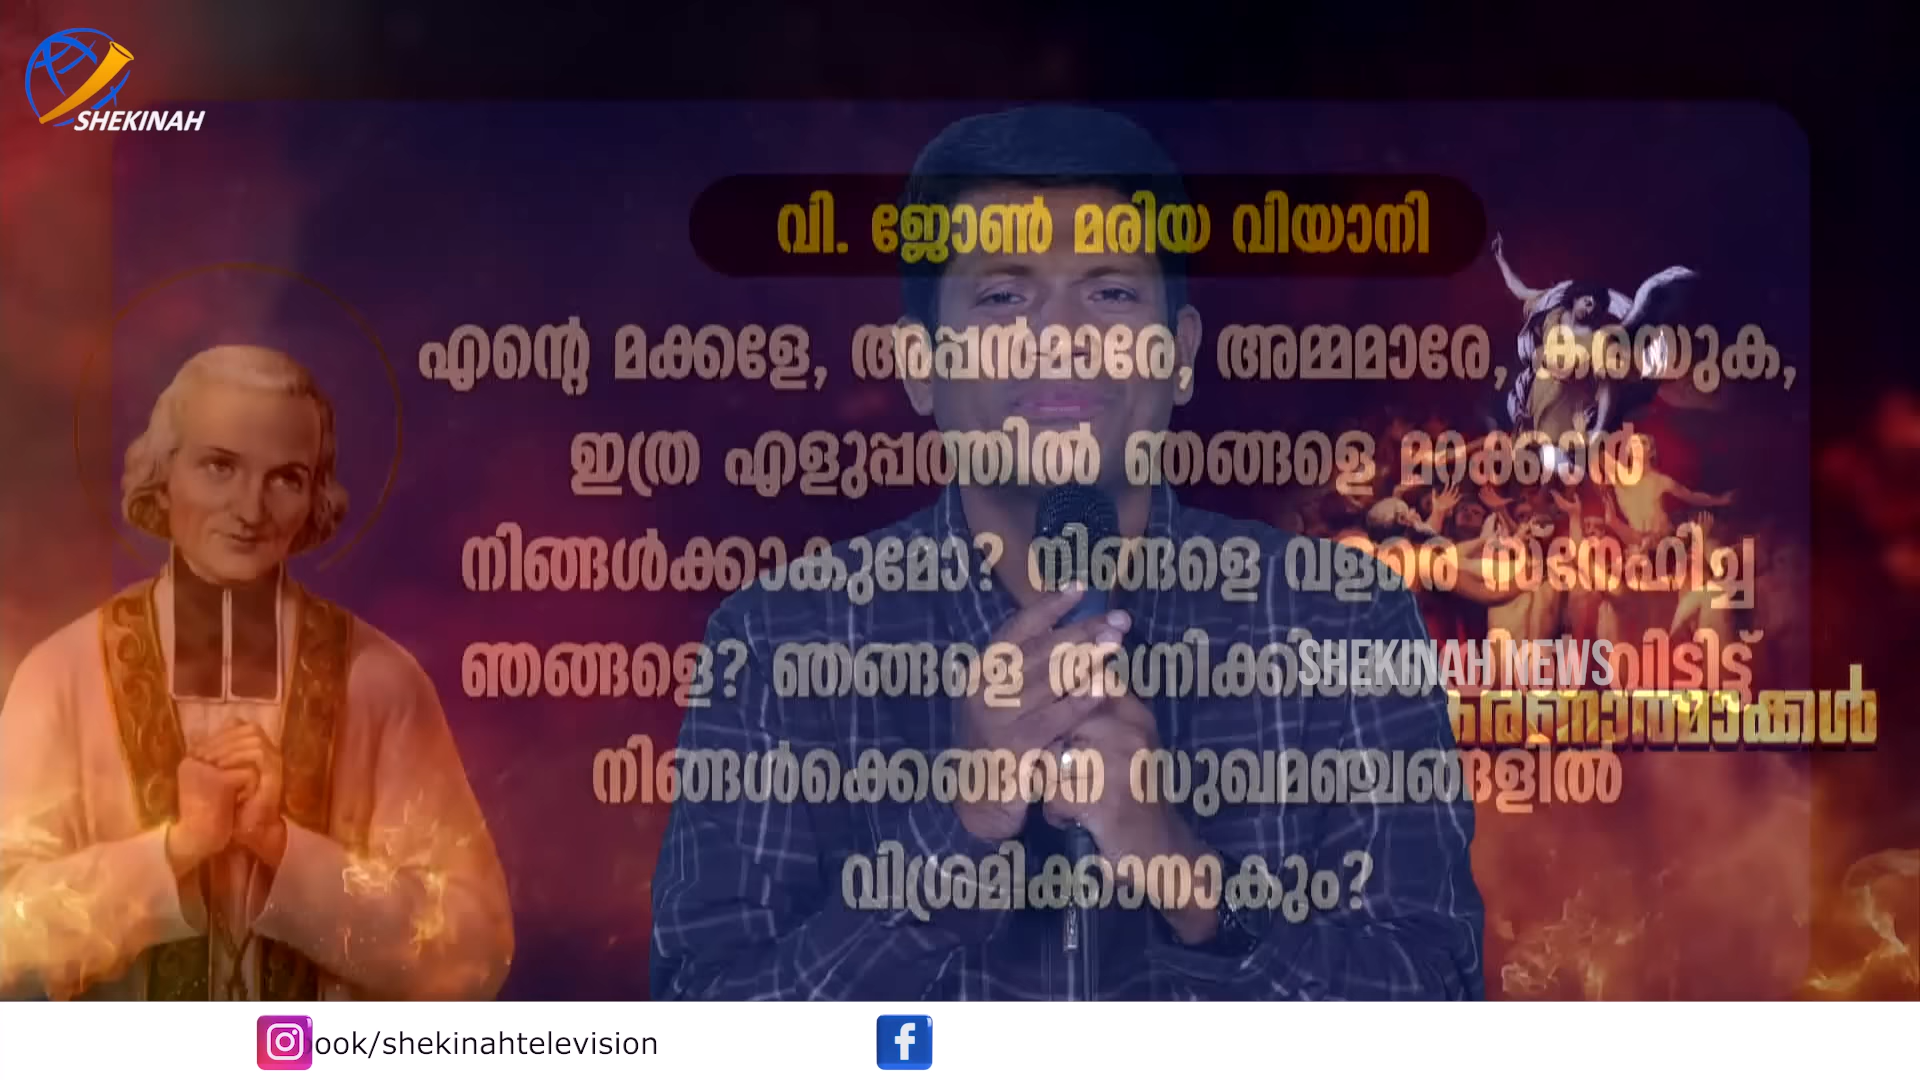 SHEKINAH
വി. ജോൺ മരിയ വിയാനി
എന്റെ മക്കളേ, അപ്പൻമാരേ, അമ്മമാരേ, കരയുക,
ഇത്ര എളുപ്പത്തിൽ ഞങ്ങളെ മറക്കാൻ
നിങ്ങൾക്കാകുമോ? നിങ്ങളെ വളരെ സ്നേഹിച്ച
ഞങ്ങളെ? ഞങ്ങളെ വിട്ടിട്ട്
SHEKINAH NEWS
നിങ്ങൾക്കെങ്ങനെ സുഖമഞ്ചങ്ങളിൽ
വിശ്രമിക്കാനാകും?
ook/shekinahtelevision